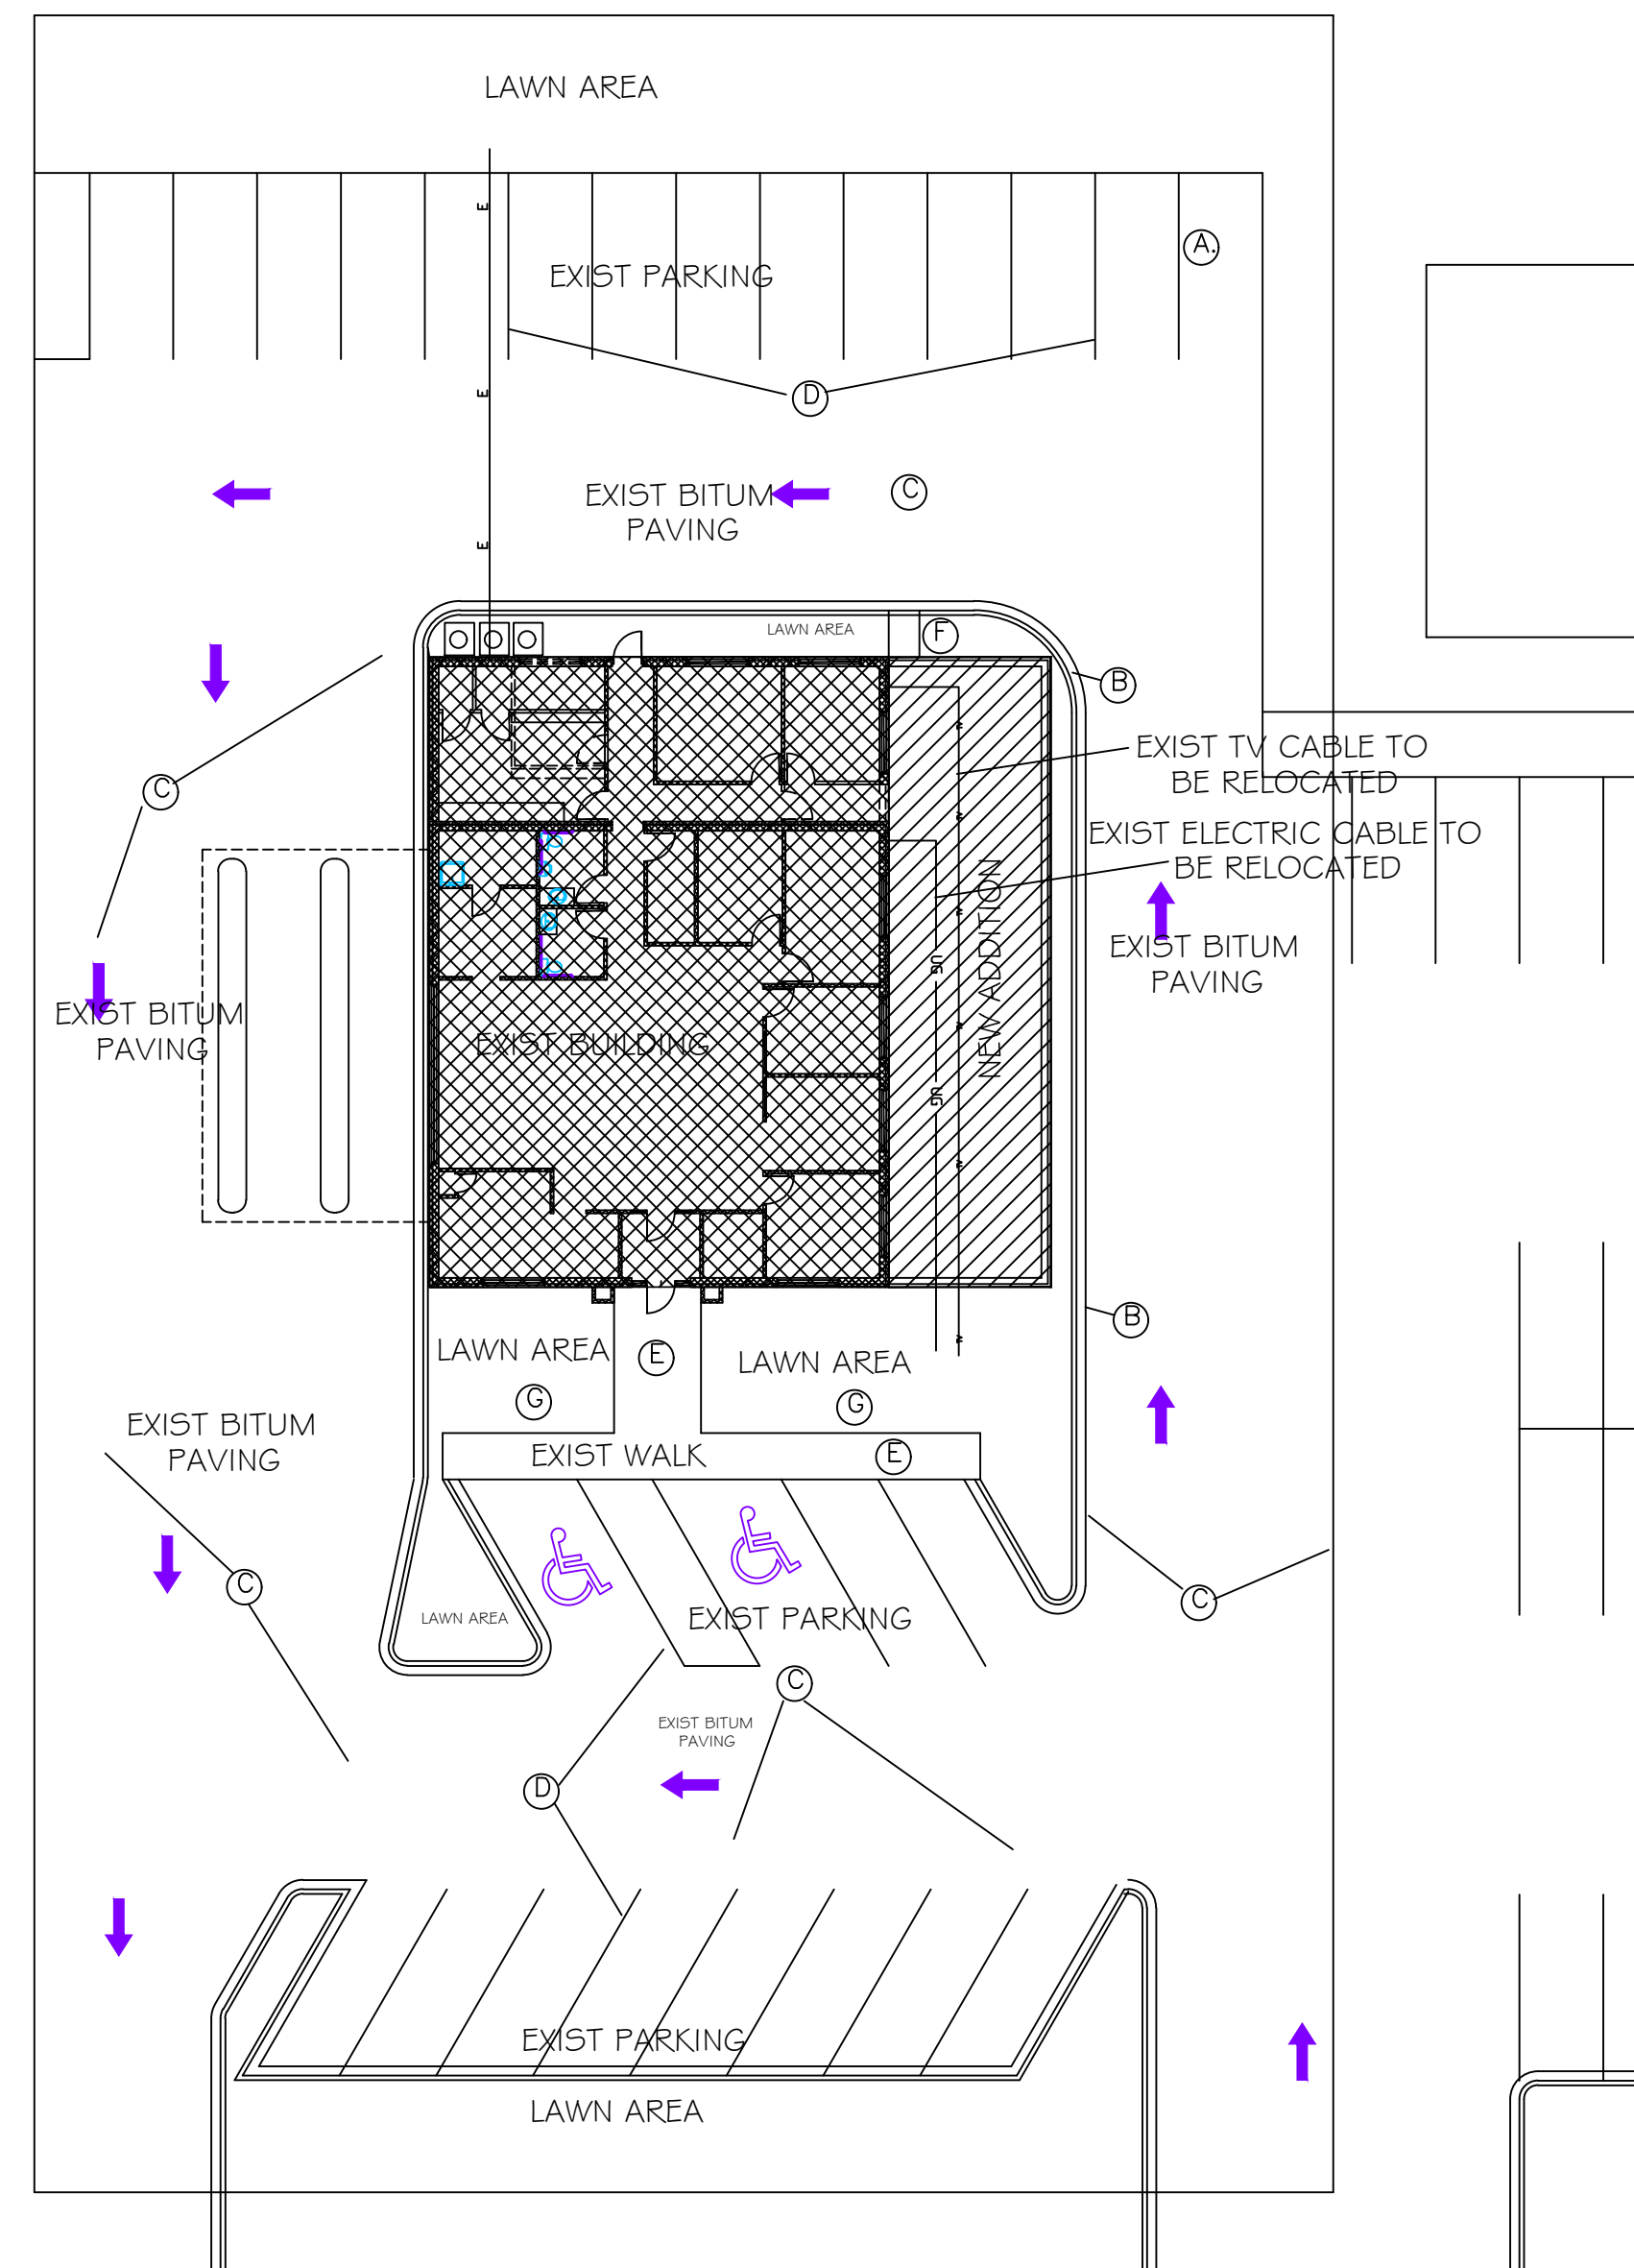 LAWN AREA
E
A.
EXIST PARKING
E
D
EXIST BITUM
PAVING
C
E
LAWN AREA
F
B
EXIST TV CABLE TO
BE RELOCATED
C
EXIST ELECTRIC CABLE TO
BE RELOCATED
NEW ADDITION
EXIST BITUM
PAVING
UG
EXIST BITUM
PAVING
EXIST BUILDING
UG
B
LAWN AREA
E
LAWN AREA
G
G
EXIST BITUM
PAVING
EXIST WALK
E
C
C
LAWN AREA
EXIST PARKING
C
EXIST BITUM
PAVING
D
EXIST PARKING
LAWN AREA